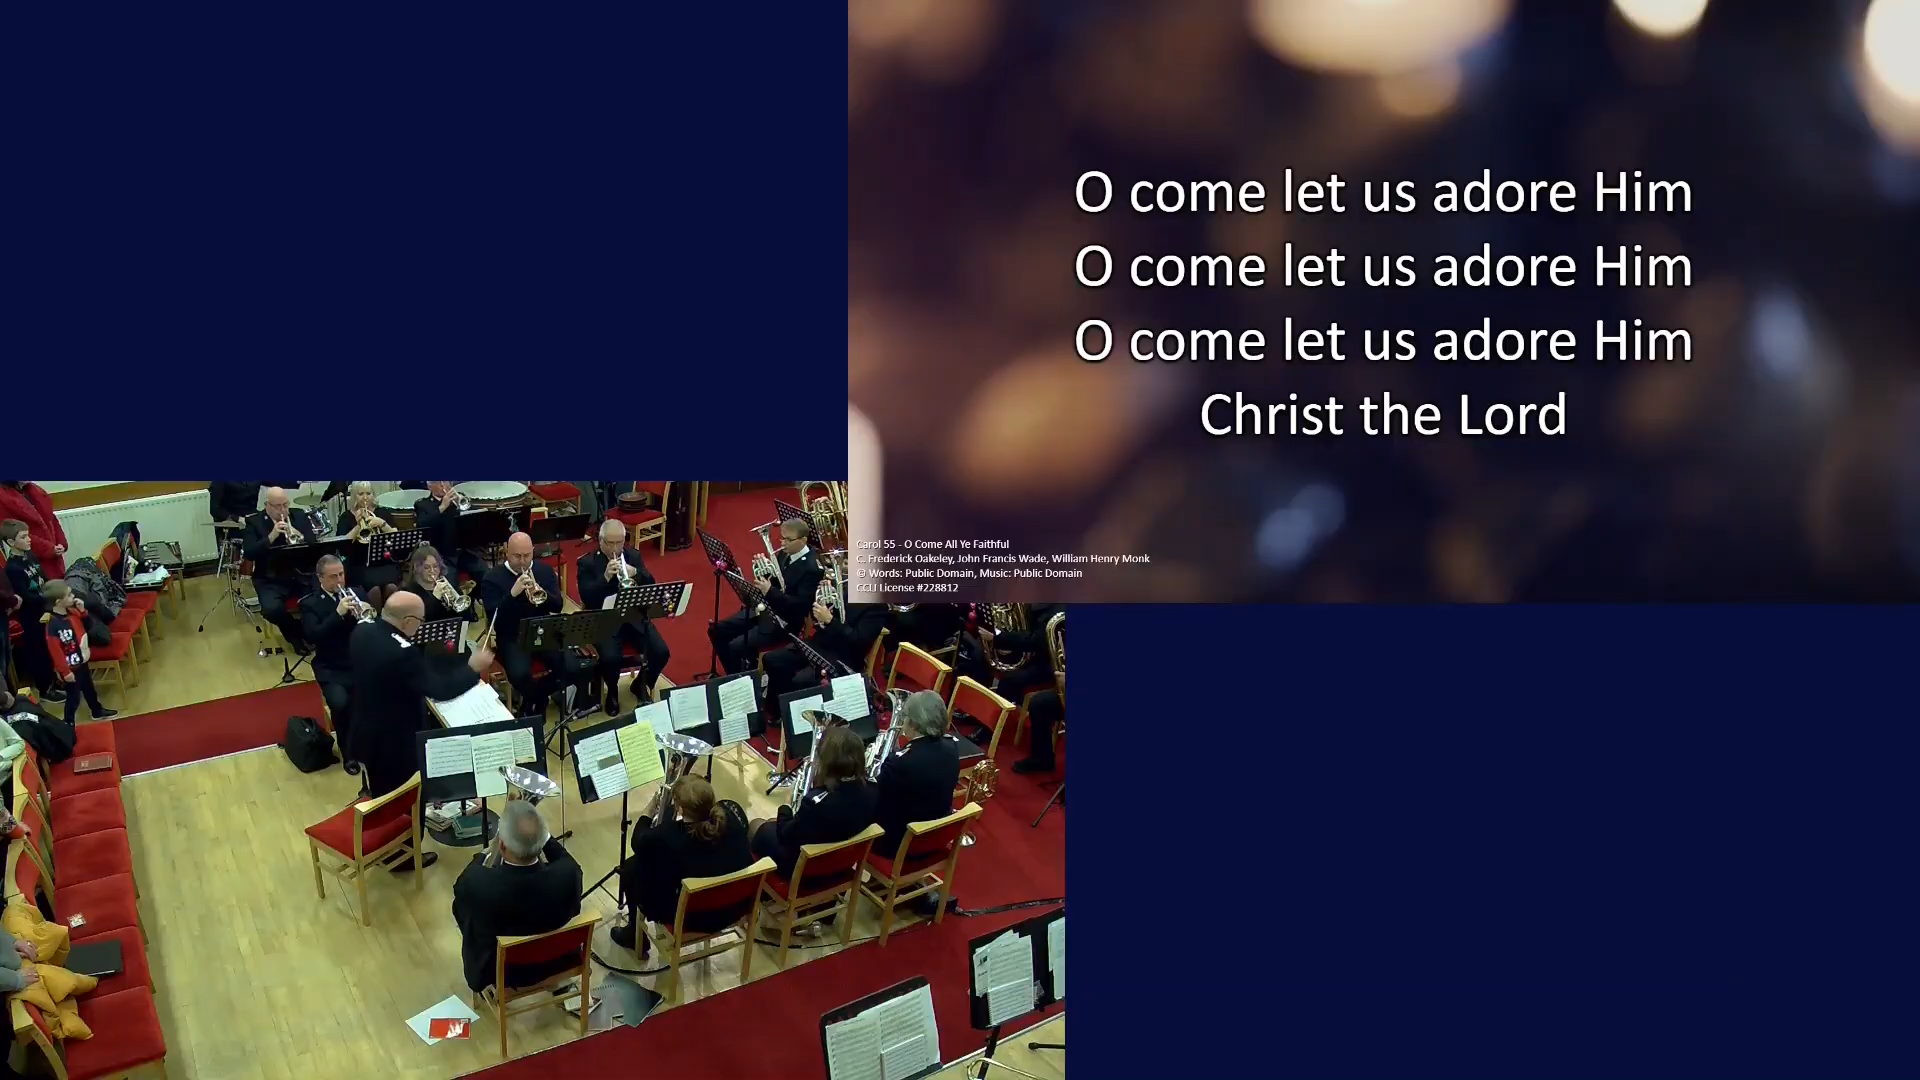 O come let us adore Him
O come let us adore Him
O come let us adore Him
Christ the Lord
Carol 55 - O Come All Ye Faithful
C. Frederick Oakeley, John Francis Wade, William Henry Monk
© Words: Public Domain, Music: Public Domain
CCLI License #228812